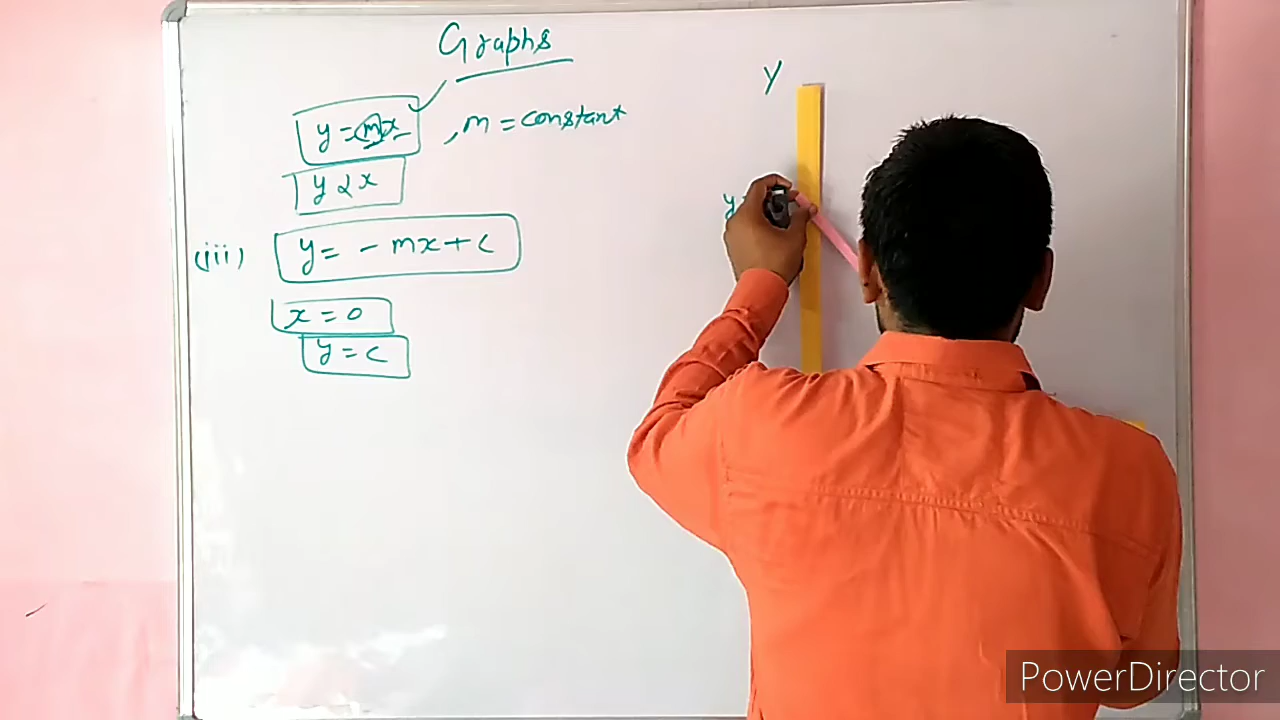 Graphs
y = mx , m = constant
y α x
(iii) y = - mx + c
x = 0
y = c
Y
y=
PowerDirector